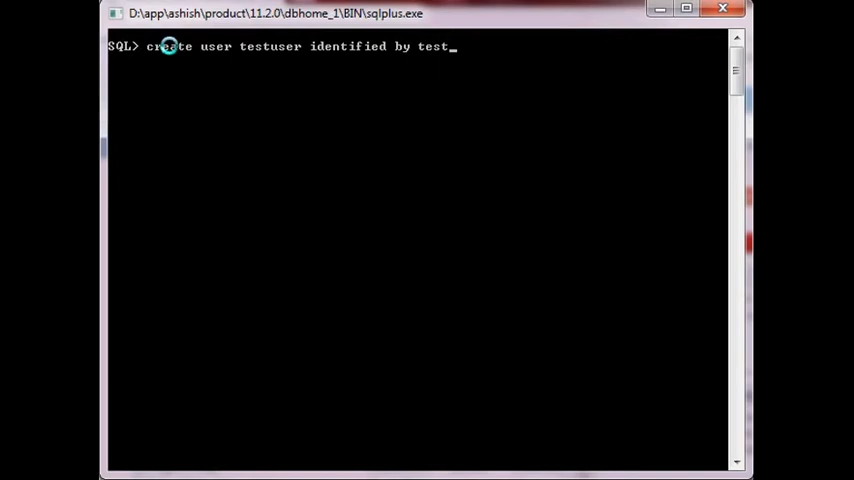 D:\app\ashish\product\11.2.0\dbhome_1\BIN\sqlplus.exe
SQL> create user testuser identified by test_